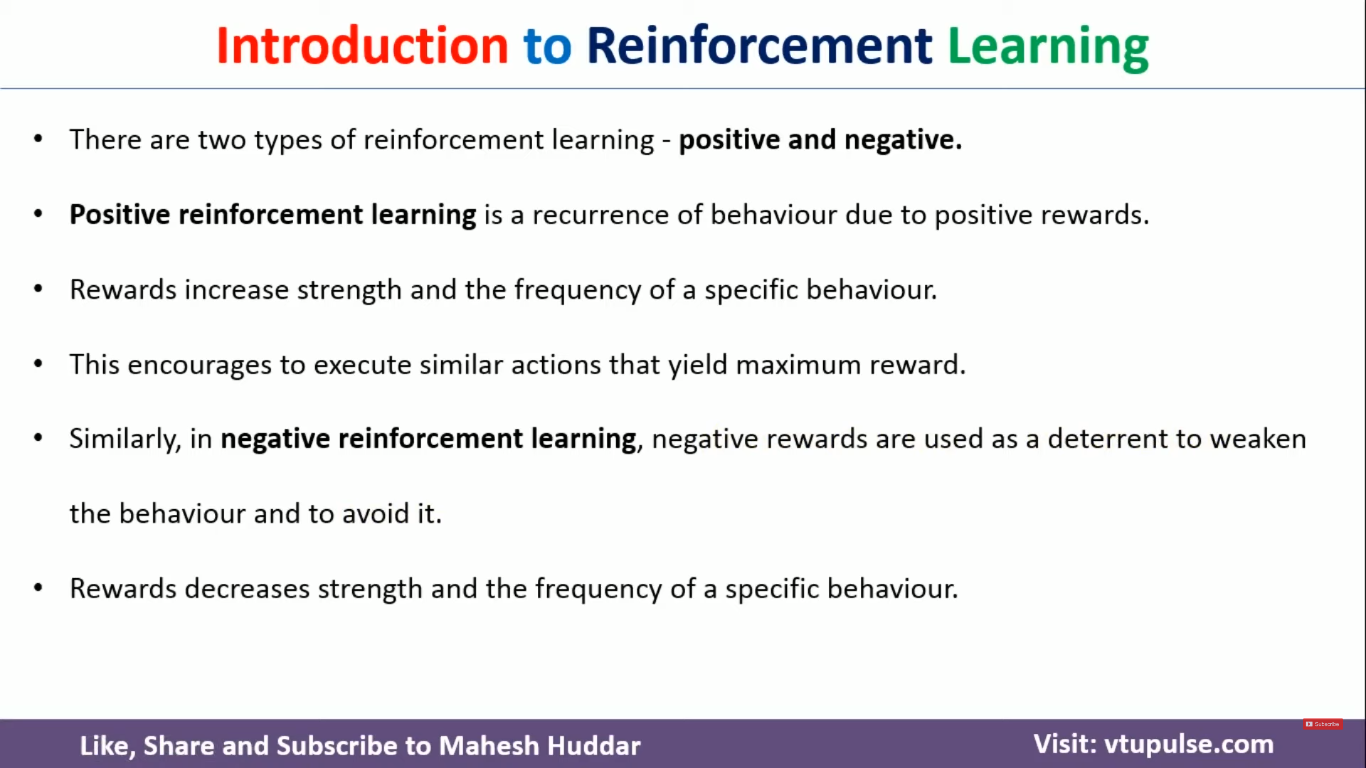 Introduction to Reinforcement Learning
• There are two types of reinforcement learning - positive and negative.
• Positive reinforcement learning is a recurrence of behaviour due to positive rewards.
• Rewards increase strength and the frequency of a specific behaviour.
• This encourages to execute similar actions that yield maximum reward.
• Similarly, in negative reinforcement learning, negative rewards are used as a deterrent to weaken
the behaviour and to avoid it.
• Rewards decreases strength and the frequency of a specific behaviour.
Subscribe
Like, Share and Subscribe to Mahesh Huddar
Visit: vtupulse.com